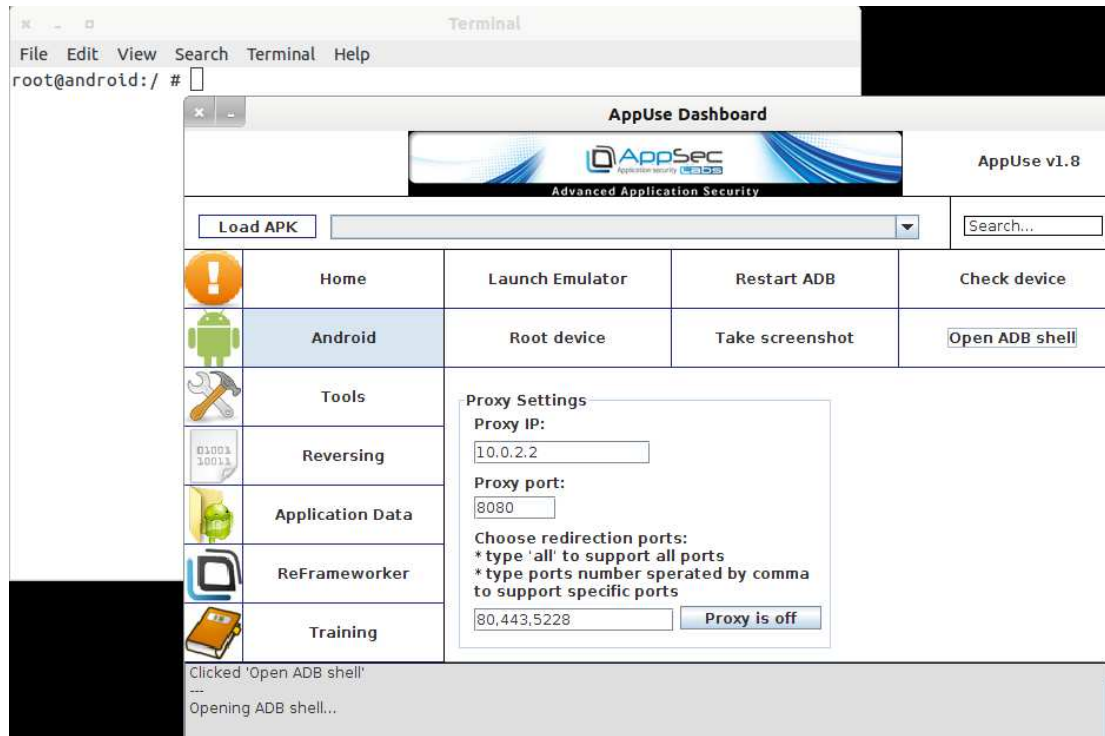 Terminal
File Edit View Search Terminal Help
root@android:/ #
AppUse Dashboard
AppSec
Application security LABS
Advanced Application Security
AppUse v1.8
Load APK
Search...
Home
Launch Emulator
Restart ADB
Check device
Android
Root device
Take screenshot
Open ADB shell
Tools
Reversing
Application Data
ReFrameworker
Training
Proxy Settings
Proxy IP:
10.0.2.2
Proxy port:
8080
Choose redirection ports:
* type 'all' to support all ports
* type ports number sperated by comma
to support specific ports
80,443,5228
Proxy is off
01001
10011
Clicked 'Open ADB shell'
---
Opening ADB shell...